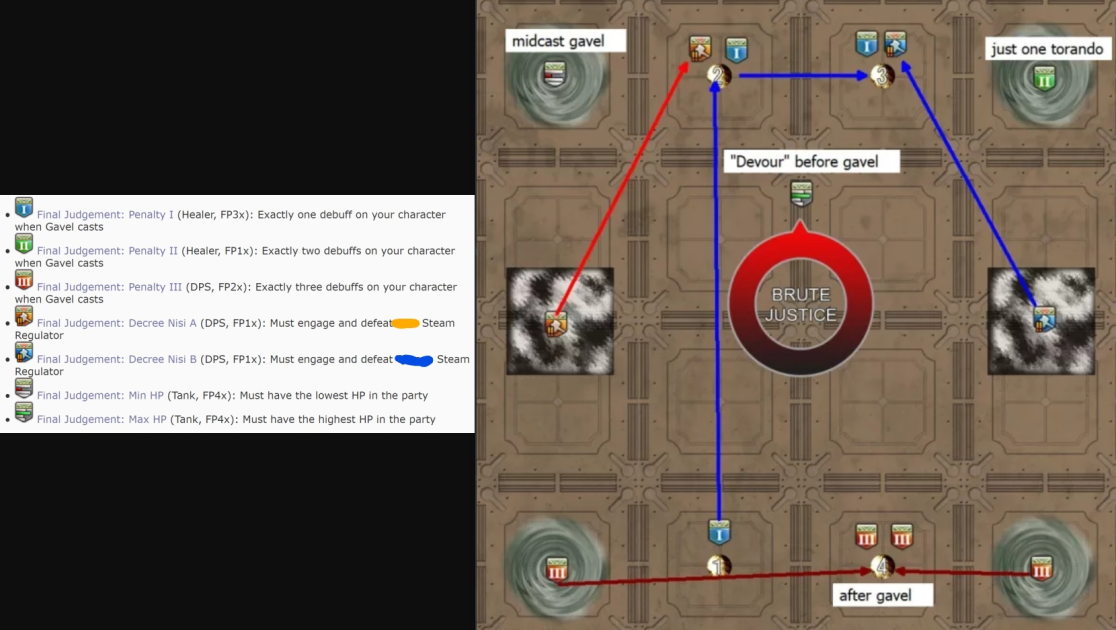 Final Judgement: Penalty I (Healer, FP3x): Exactly one debuff on your character
when Gavel casts
Final Judgement: Penalty II (Healer, FP1x): Exactly two debuffs on your character
when Gavel casts
Final Judgement: Penalty III (DPS, FP2x): Exactly three debuffs on your character
when Gavel casts
Final Judgement: Decree Nisi A (DPS, FP1x): Must engage and defeat Steam
Regulator
Final Judgement: Decree Nisi B (DPS, FP1x): Must engage and defeat Steam
Regulator
Final Judgement: Min HP (Tank, FP4x): Must have the lowest HP in the party
Final Judgement: Max HP (Tank, FP4x): Must have the highest HP in the party
midcast gavel
I
I
2
3
just one torando
II
"Devour" before gavel
BRUTE
JUSTICE
I
III
III
III
1
4
III
after gavel